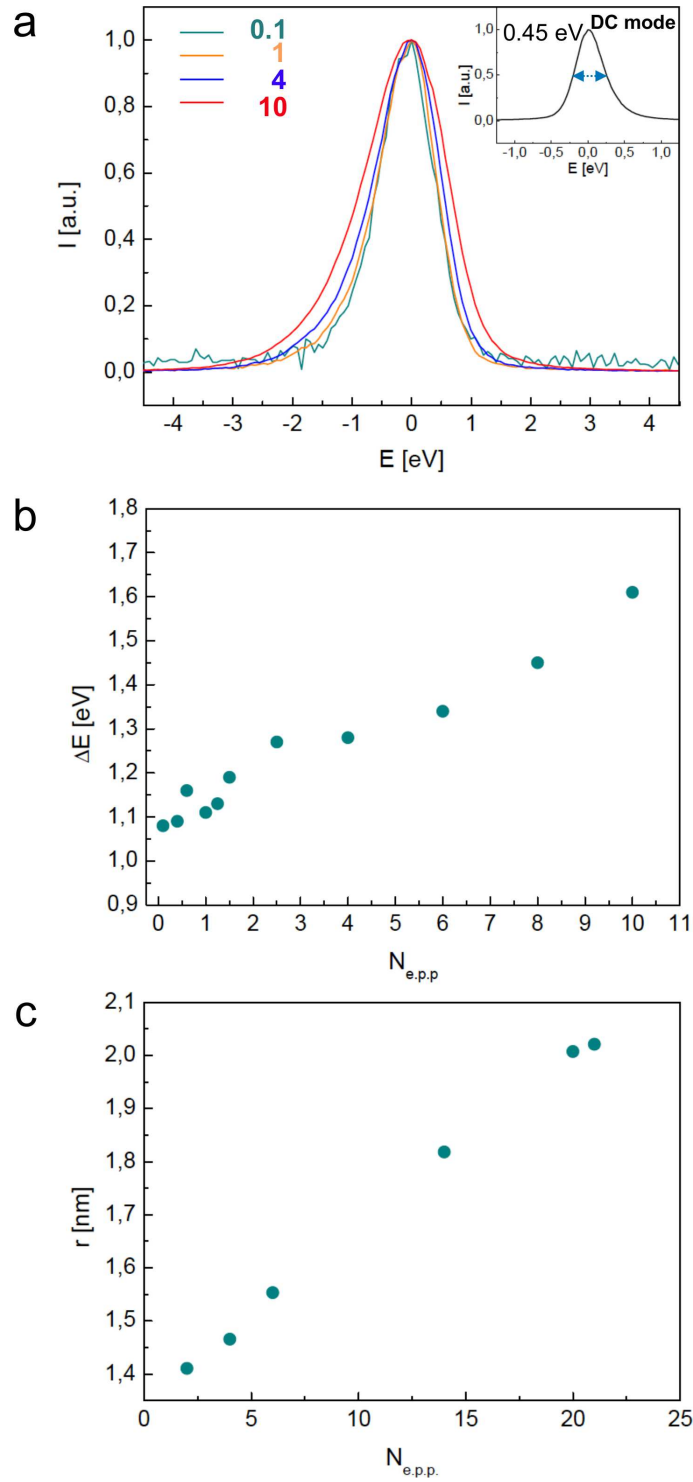 a
0.1
1
4
10
1,0
0,8
0,6
0,4
0,2
0,0
I [a.u.]
-4 -3 -2 -1 0 1 2 3 4
E [eV]
0.45 eV DC mode
1,0
0,5
0,0
I [a.u.]
-1,0 -0,5 0,0 0,5 1,0
E [eV]
b
1,8
1,7
1,6
1,5
1,4
1,3
1,2
1,1
1,0
0,9
ΔE [eV]
0 1 2 3 4 5 6 7 8 9 10 11
N e.p.p
c
2,1
2,0
1,9
1,8
1,7
1,6
1,5
1,4
r [nm]
0 5 10 15 20 25
N e.p.p.